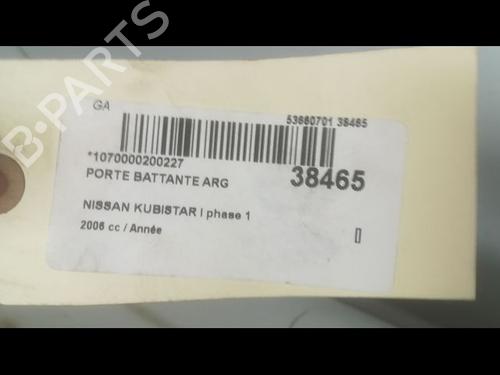 B-PARTS
GA
53660701 38465
*1070000200227
PORTE BATTANTE ARG
38465
NISSAN KUBISTAR I phase 1
2006 cc / Année